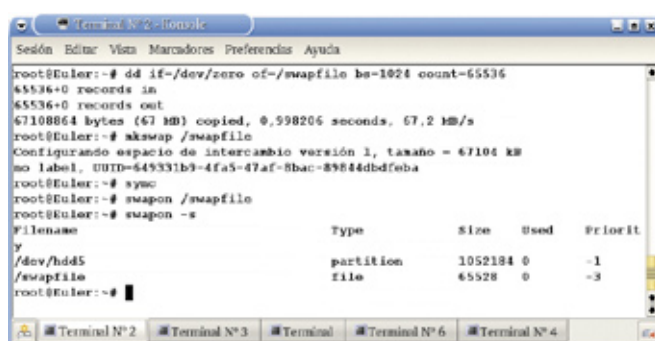 Terminal Nº 2 - Konsole
Sesión Editar Vista Marcadores Preferencias Ayuda
root@Euler:~# dd if=/dev/zero of=/swapfile bs=1024 count=65536
65536+0 records in
65536+0 records out
67108864 bytes (67 MB) copied, 0,998206 seconds, 67,2 MB/s
root@Euler:~# mkswap /swapfile
Configurando espacio de intercambio versión 1, tamaño = 67104 kB
no label, UUID=649331b9-4fa5-47af-8bac-89844dbdfeba
root@Euler:~# sync
root@Euler:~# swapon /swapfile
root@Euler:~# swapon -s
Filename Type Size Used Priorit
y
/dev/hdd5 partition 1052184 0 -1
/swapfile file 65528 0 -3
root@Euler:~#
Terminal Nº 2 Terminal Nº 3 Terminal Terminal Nº 6 Terminal Nº 4